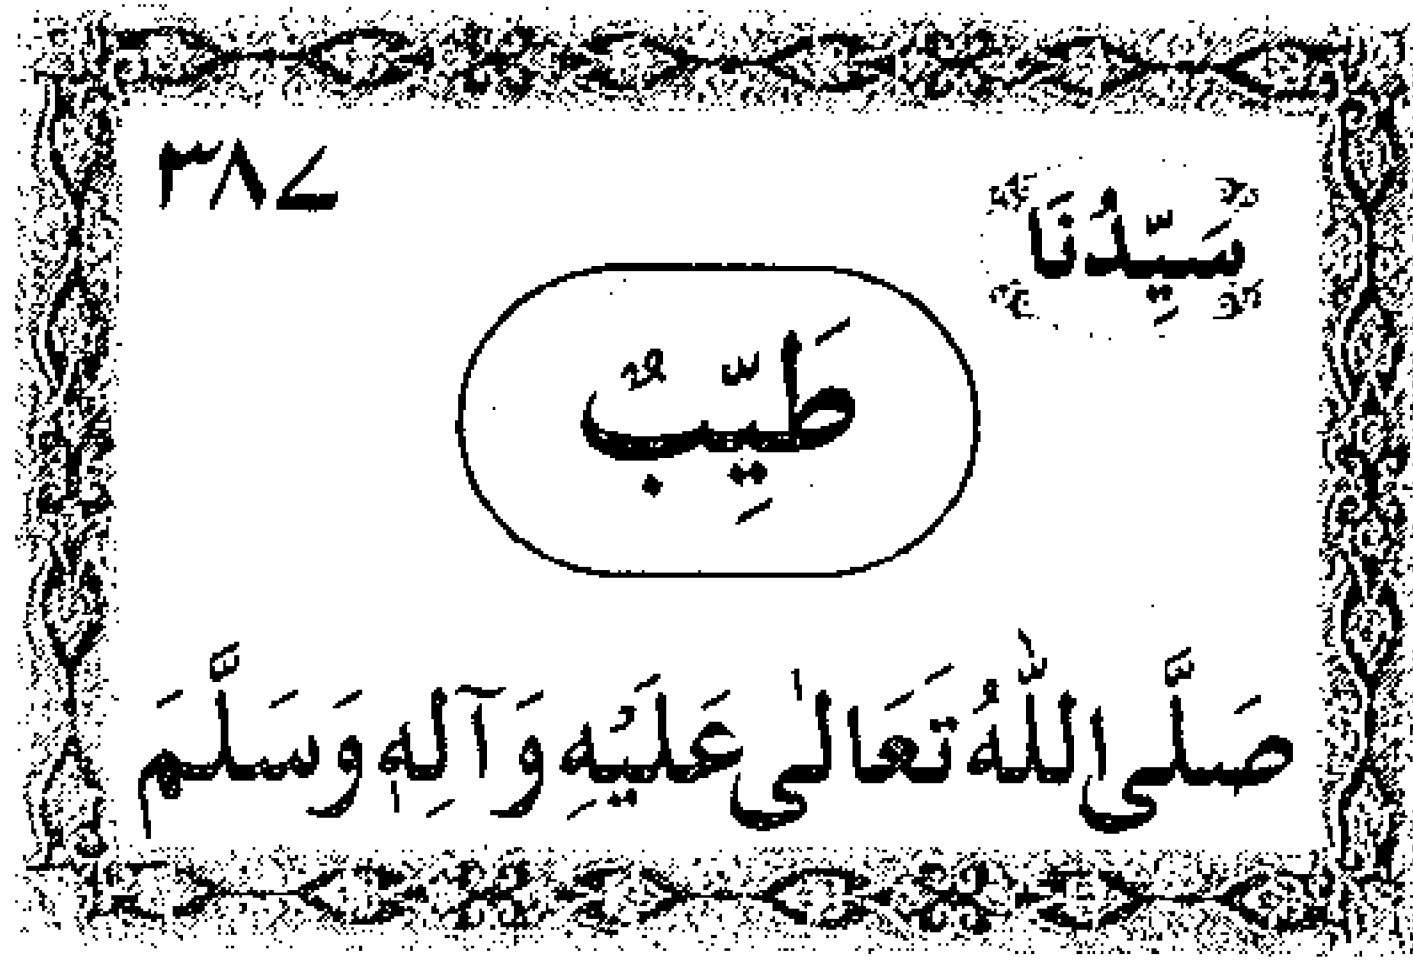 ۳۸۷
سَيِّدُنَا
طَيِّبٌ
صَلَّى اللّٰهُ تَعَالٰى عَلَيْهِ وَآلِهٖ وَسَلَّمَ